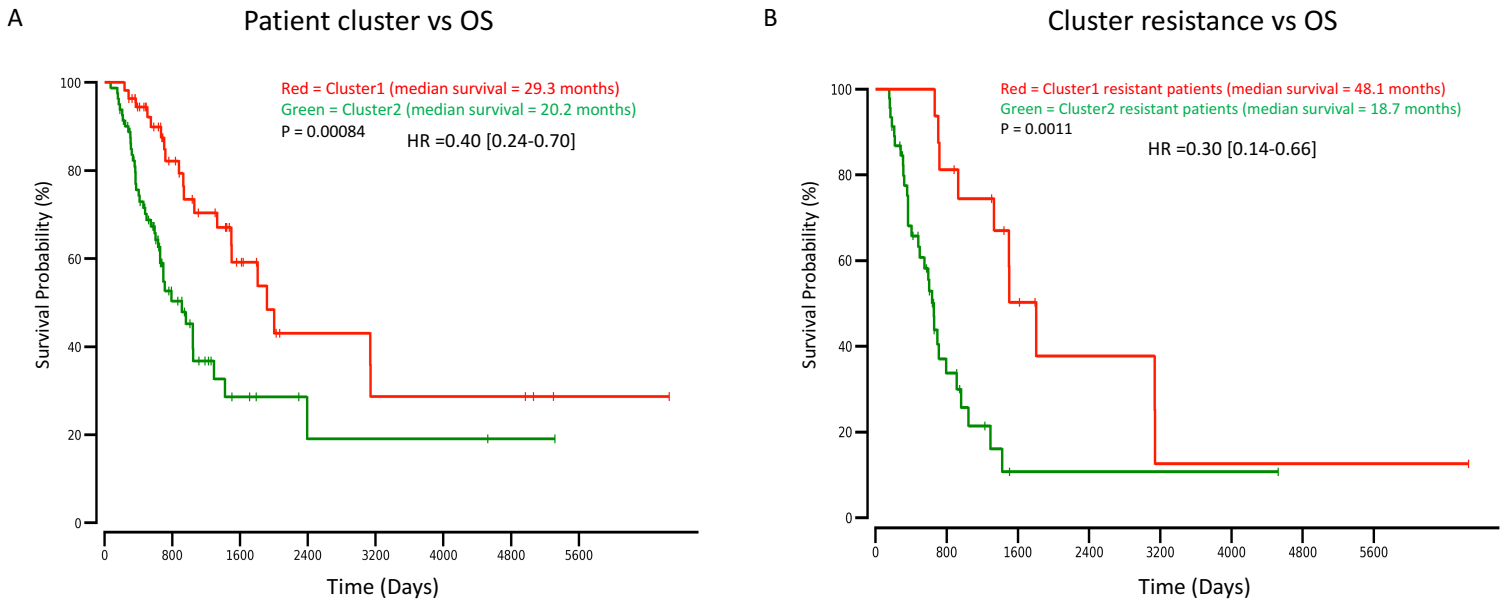 A
Patient cluster vs OS
Red = Cluster1 (median survival = 29.3 months)
Green = Cluster2 (median survival = 20.2 months)
P = 0.00084
HR =0.40 [0.24-0.70]
Survival Probability (%)
100
80
60
40
20
0
0 800 1600 2400 3200 4000 4800 5600
Time (Days)
B
Cluster resistance vs OS
Red = Cluster1 resistant patients (median survival = 48.1 months)
Green = Cluster2 resistant patients (median survival = 18.7 months)
P = 0.0011
HR =0.30 [0.14-0.66]
Survival Probability (%)
100
80
60
40
20
0
0 800 1600 2400 3200 4000 4800 5600
Time (Days)